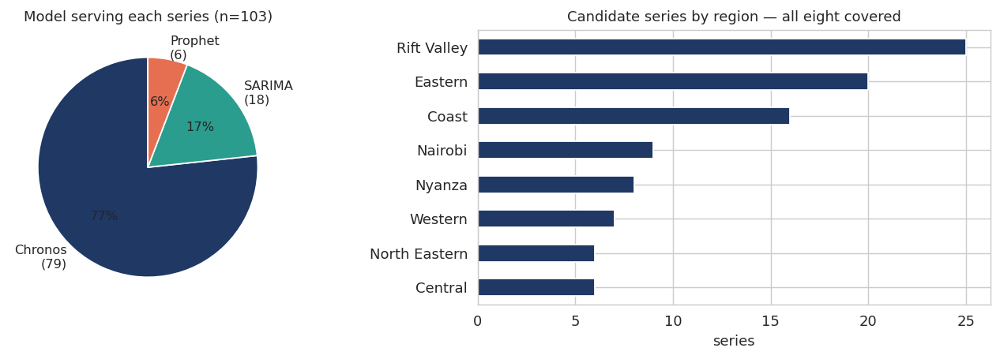 Model serving each series (n=103)
Prophet
(6)
SARIMA
(18)
6%
17%
77%
Chronos
(79)
Candidate series by region — all eight covered
Rift Valley
Eastern
Coast
Nairobi
Nyanza
Western
North Eastern
Central
0 5 10 15 20 25
series